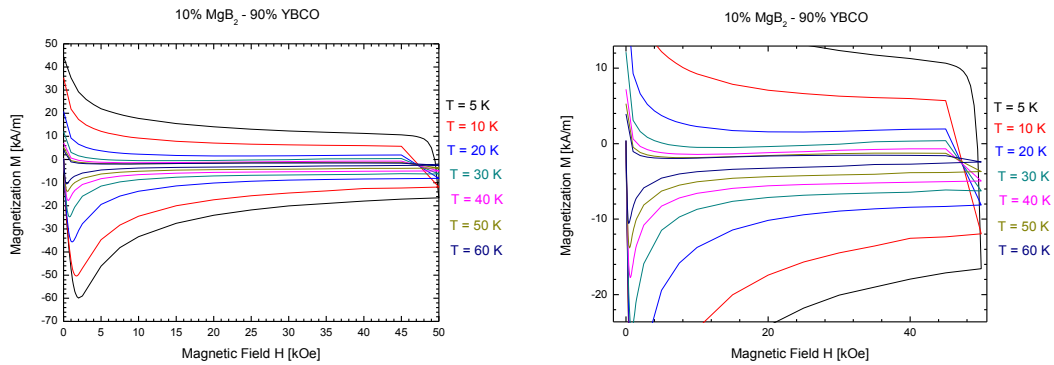 10% MgB2 - 90% YBCO
50
40
30
20
10
0
-10
-20
-30
-40
-50
-60
-70
0
5
10
15
20
25
30
35
40
45
50
Magnetization M [kA/m]
Magnetic Field H [kOe]
T = 5 K
T = 10 K
T = 20 K
T = 30 K
T = 40 K
T = 50 K
T = 60 K
10% MgB2 - 90% YBCO
10
0
-10
-20
0
20
40
Magnetization M [kA/m]
Magnetic Field H [kOe]
T = 5 K
T = 10 K
T = 20 K
T = 30 K
T = 40 K
T = 50 K
T = 60 K